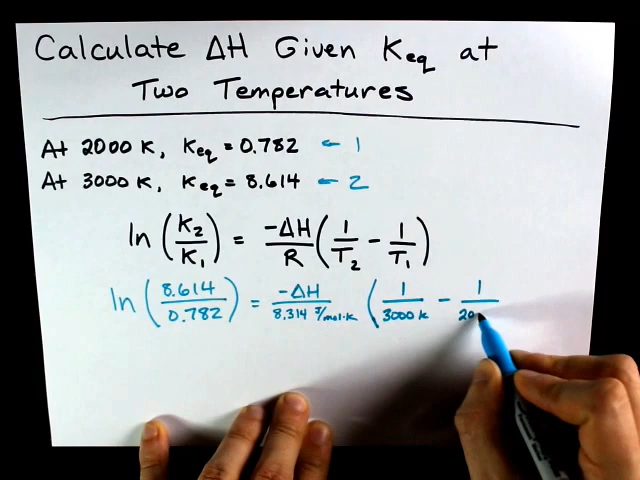 Calculate ΔH Given Keq at
Two Temperatures
At 2000 K, Keq = 0.782 ← 1
At 3000 K, Keq = 8.614 ← 2
ln (K2/K1) = -ΔH/R (1/T2 - 1/T1)
ln (8.614/0.782) = -ΔH/8.314 J/mol·K (1/3000 K - 1/20